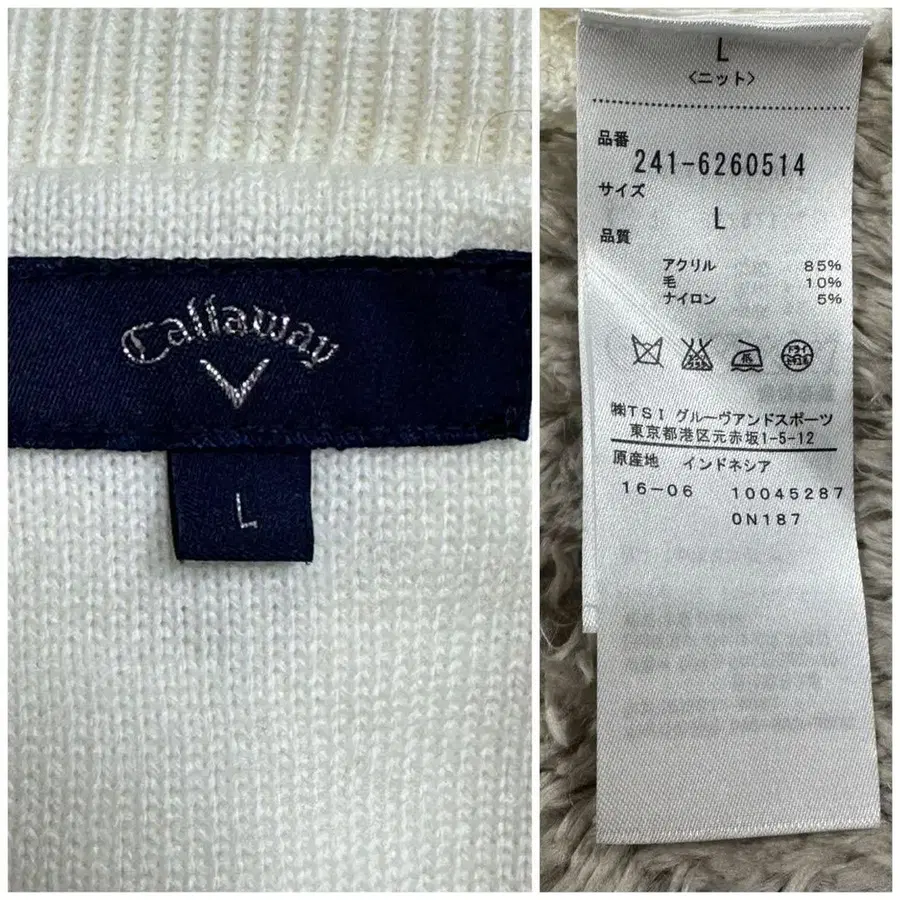 Callaway
L
L
〈ニット〉
品番
241-6260514
サイズ
L
品質
アクリル 85%
毛 10%
ナイロン 5%
ドライ
㈱TSI グルーヴアンドスポーツ
東京都港区元赤坂1-5-12
原産地 インドネシア
16-06 10045287
0N187